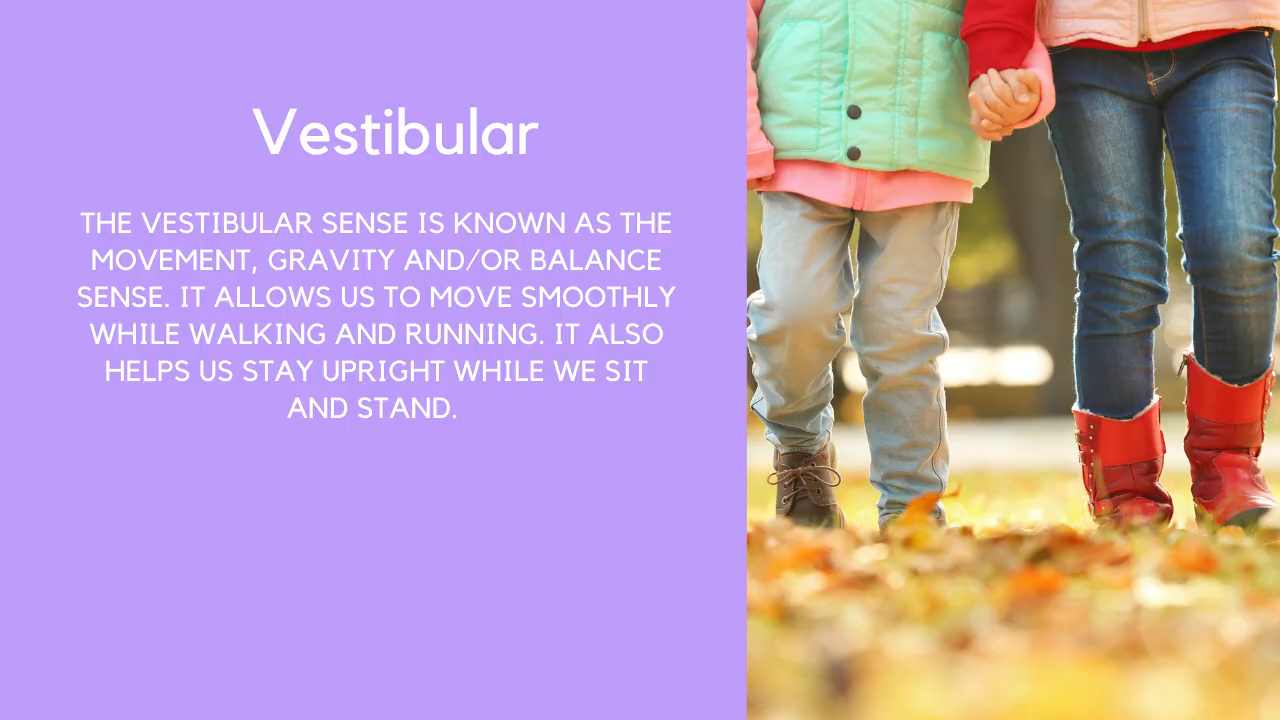 Vestibular
THE VESTIBULAR SENSE IS KNOWN AS THE
MOVEMENT, GRAVITY AND/OR BALANCE
SENSE. IT ALLOWS US TO MOVE SMOOTHLY
WHILE WALKING AND RUNNING. IT ALSO
HELPS US STAY UPRIGHT WHILE WE SIT
AND STAND.